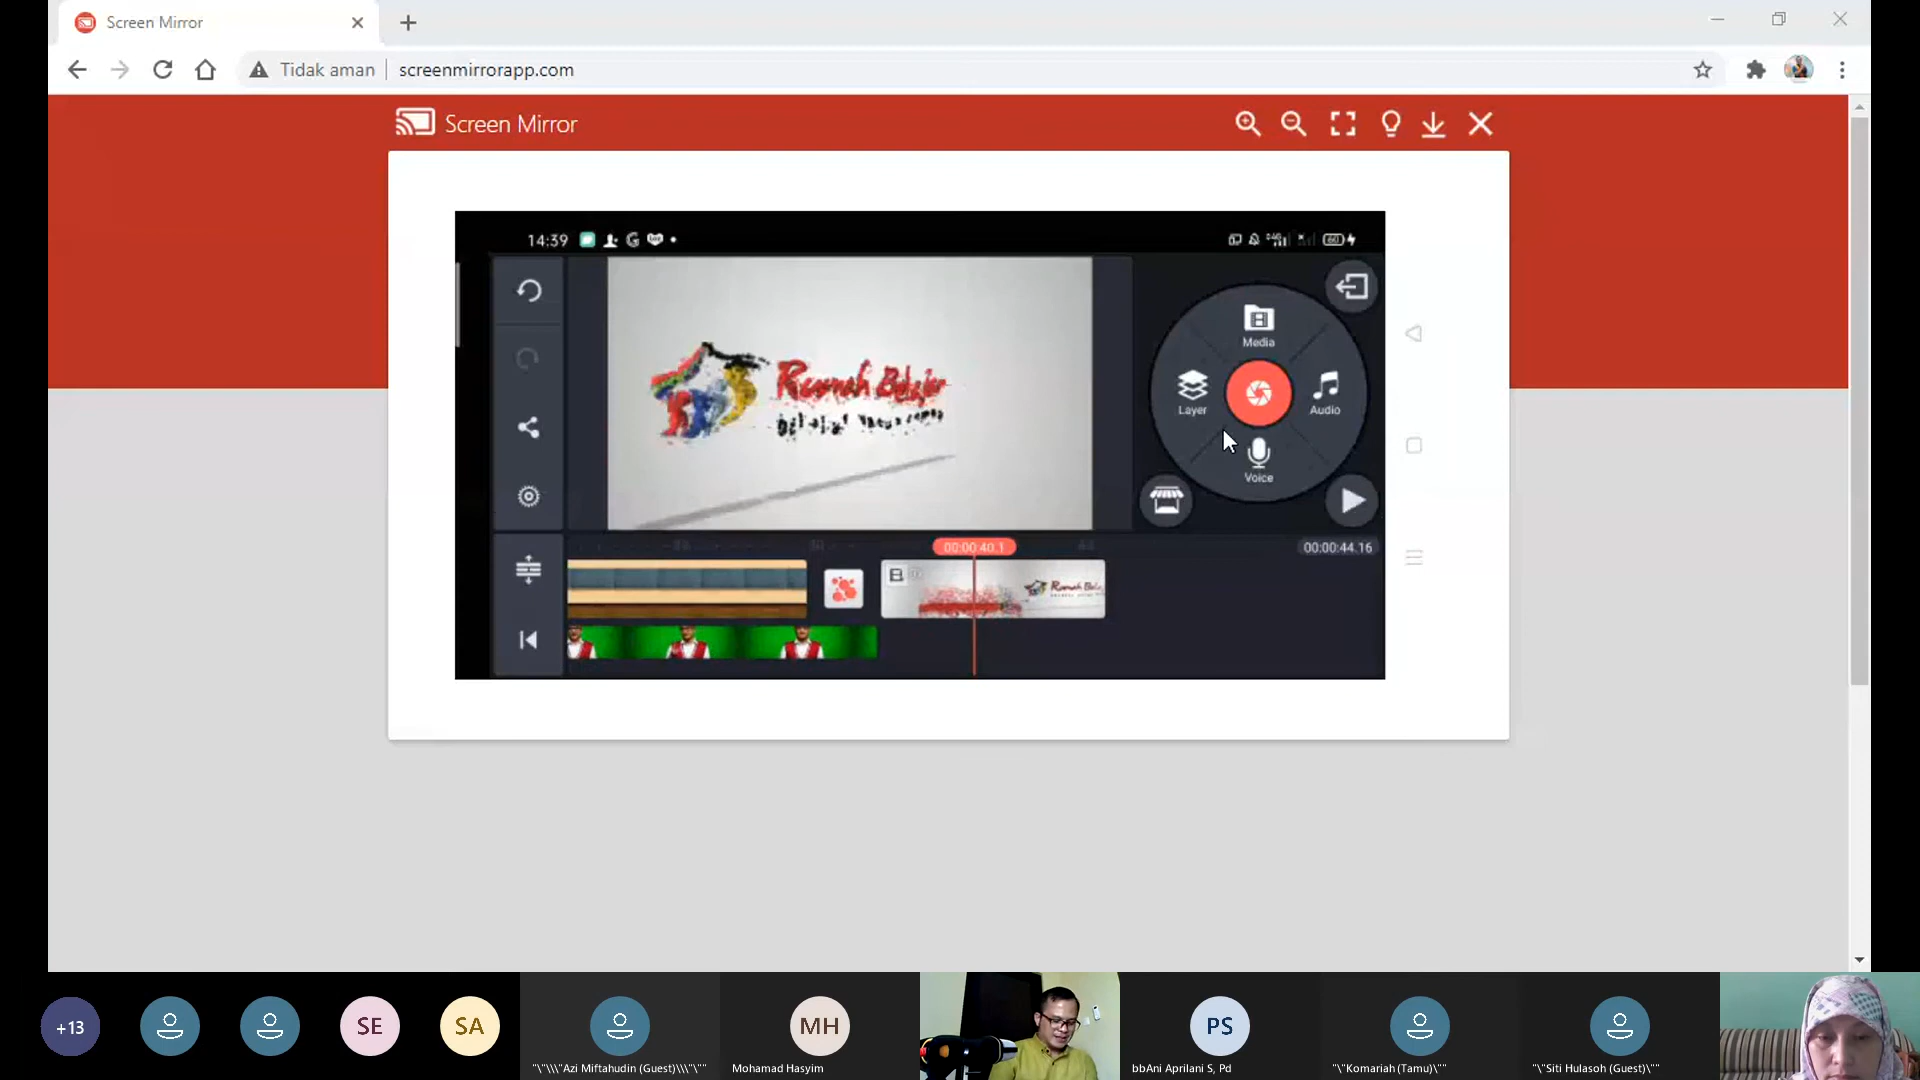 Screen Mirror
Tidak aman
screenmirrorapp.com
Screen Mirror
14:39
Media
Layer
Audio
Voice
Rumah Belajar
00:00:40.1
00:00:44.16
+13
SE
SA
MH
PS
"\"\\\"Azi Miftahudin (Guest)\\\"\""
Mohamad Hasyim
bbAni Aprilani S, Pd
"\"Komariah (Tamu)\""
"\"Siti Hulasoh (Guest)\""